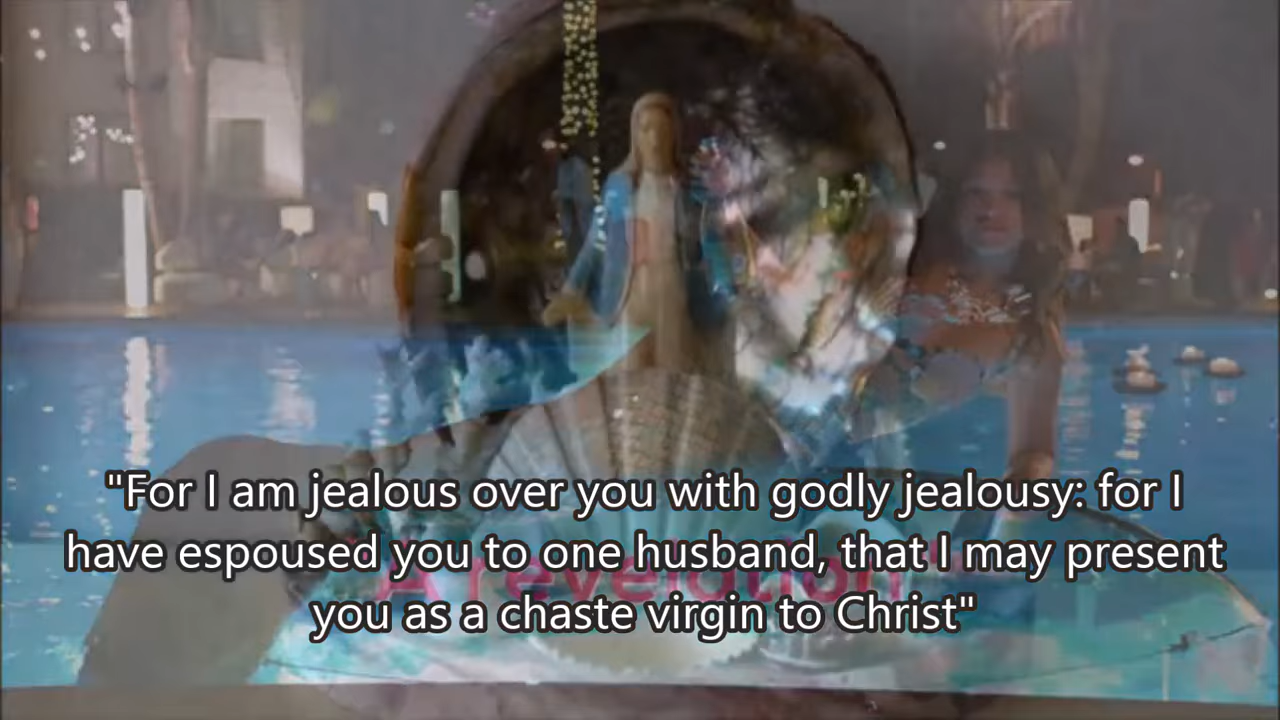 "For I am jealous over you with godly jealousy: for I
have espoused you to one husband, that I may present
"A revelation"
you as a chaste virgin to Christ"